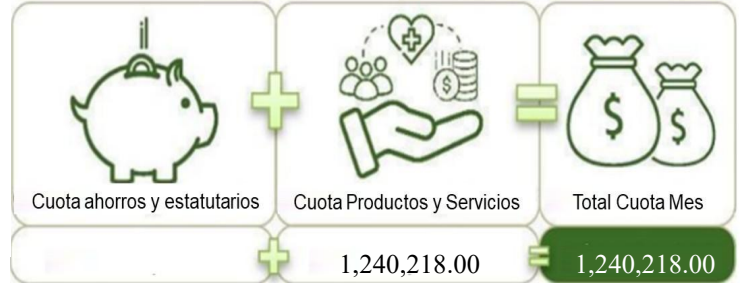 $
$ $
Cuota ahorros y estatutarios Cuota Productos y Servicios Total Cuota Mes
1,240,218.00 1,240,218.00